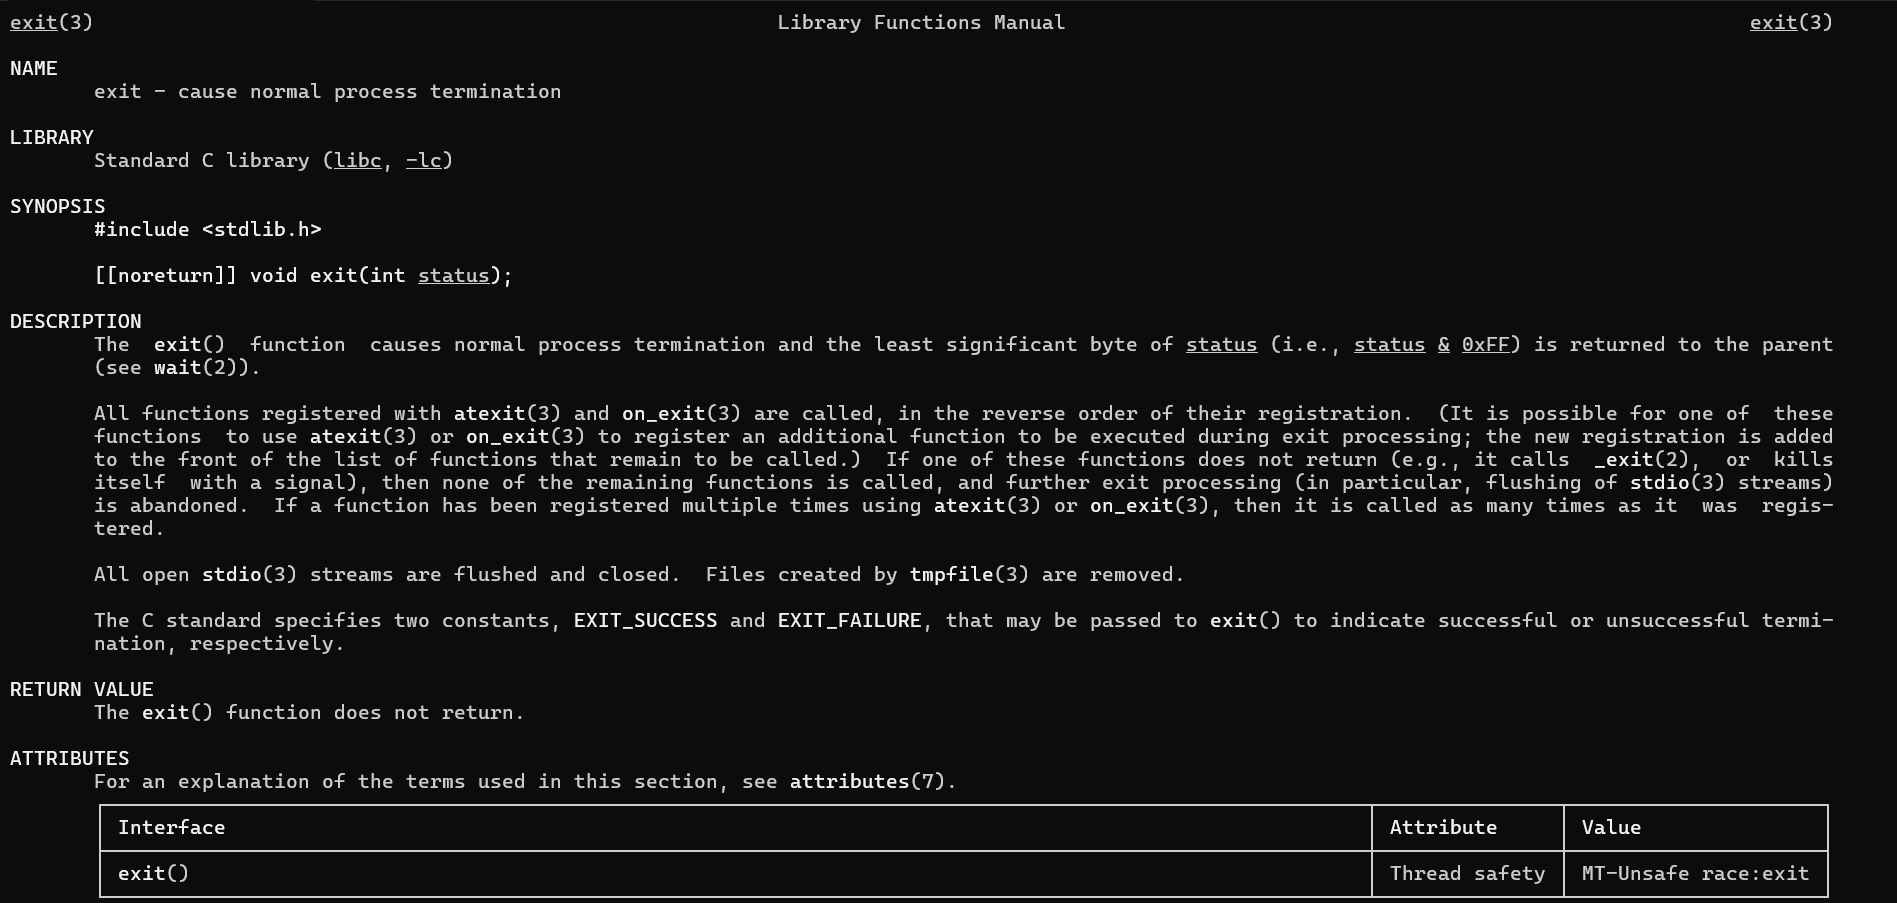 exit(3) Library Functions Manual exit(3)
NAME
exit - cause normal process termination
LIBRARY
Standard C library (libc, -lc)
SYNOPSIS
#include <stdlib.h>
[[noreturn]] void exit(int status);
DESCRIPTION
The exit() function causes normal process termination and the least significant byte of status (i.e., status & 0xFF) is returned to the parent
(see wait(2)).
All functions registered with atexit(3) and on_exit(3) are called, in the reverse order of their registration. (It is possible for one of these
functions to use atexit(3) or on_exit(3) to register an additional function to be executed during exit processing; the new registration is added
to the front of the list of functions that remain to be called.) If one of these functions does not return (e.g., it calls _exit(2), or kills
itself with a signal), then none of the remaining functions is called, and further exit processing (in particular, flushing of stdio(3) streams)
is abandoned. If a function has been registered multiple times using atexit(3) or on_exit(3), then it is called as many times as it was regis-
tered.
All open stdio(3) streams are flushed and closed. Files created by tmpfile(3) are removed.
The C standard specifies two constants, EXIT_SUCCESS and EXIT_FAILURE, that may be passed to exit() to indicate successful or unsuccessful termi-
nation, respectively.
RETURN VALUE
The exit() function does not return.
ATTRIBUTES
For an explanation of the terms used in this section, see attributes(7).
Interface Attribute Value
exit() Thread safety MT-Unsafe race:exit